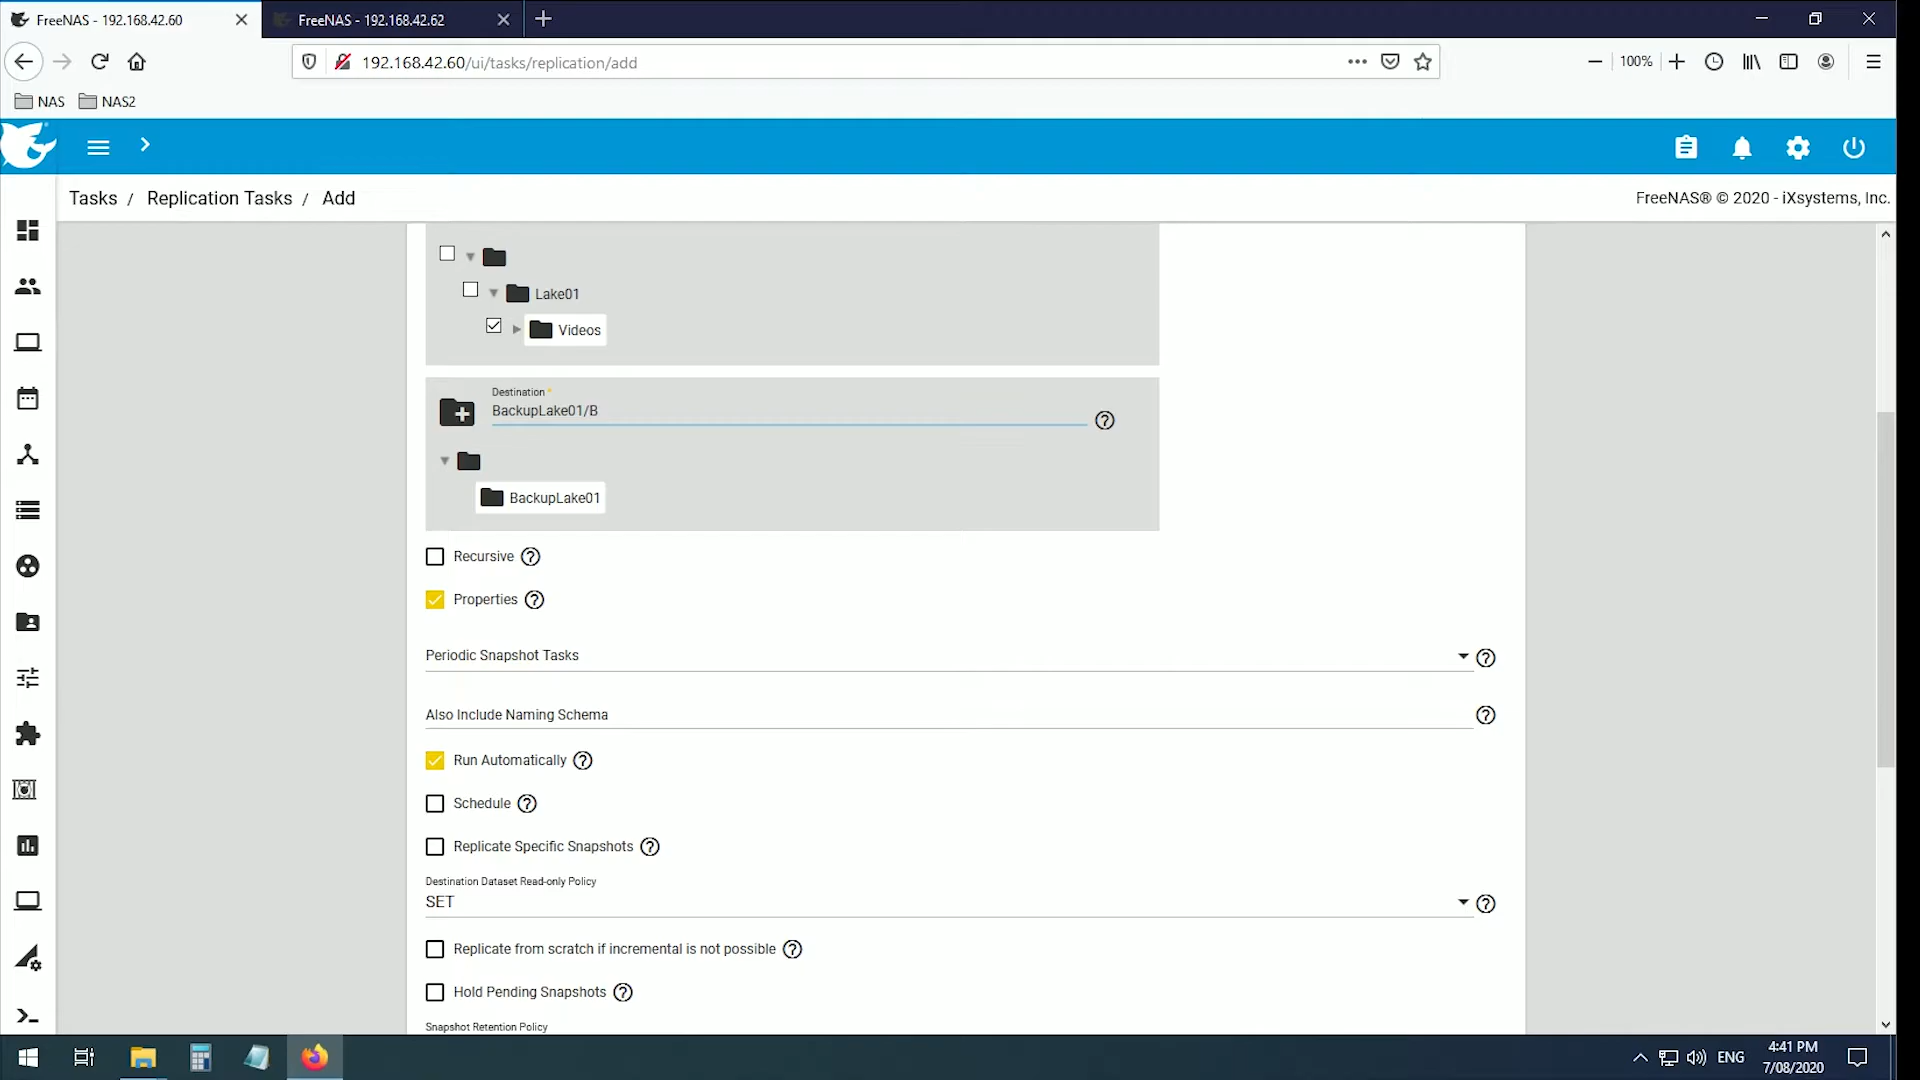 FreeNAS - 192.168.42.60
FreeNAS - 192.168.42.62
192.168.42.60/ui/tasks/replication/add
100%
NAS
NAS2
Tasks / Replication Tasks / Add
FreeNAS® © 2020 - iXsystems, Inc.
Lake01
Videos
Destination *
BackupLake01/B
BackupLake01
Recursive
Properties
Periodic Snapshot Tasks
Also Include Naming Schema
Run Automatically
Schedule
Replicate Specific Snapshots
Destination Dataset Read-only Policy
SET
Replicate from scratch if incremental is not possible
Hold Pending Snapshots
Snapshot Retention Policy
ENG
4:41 PM
7/08/2020